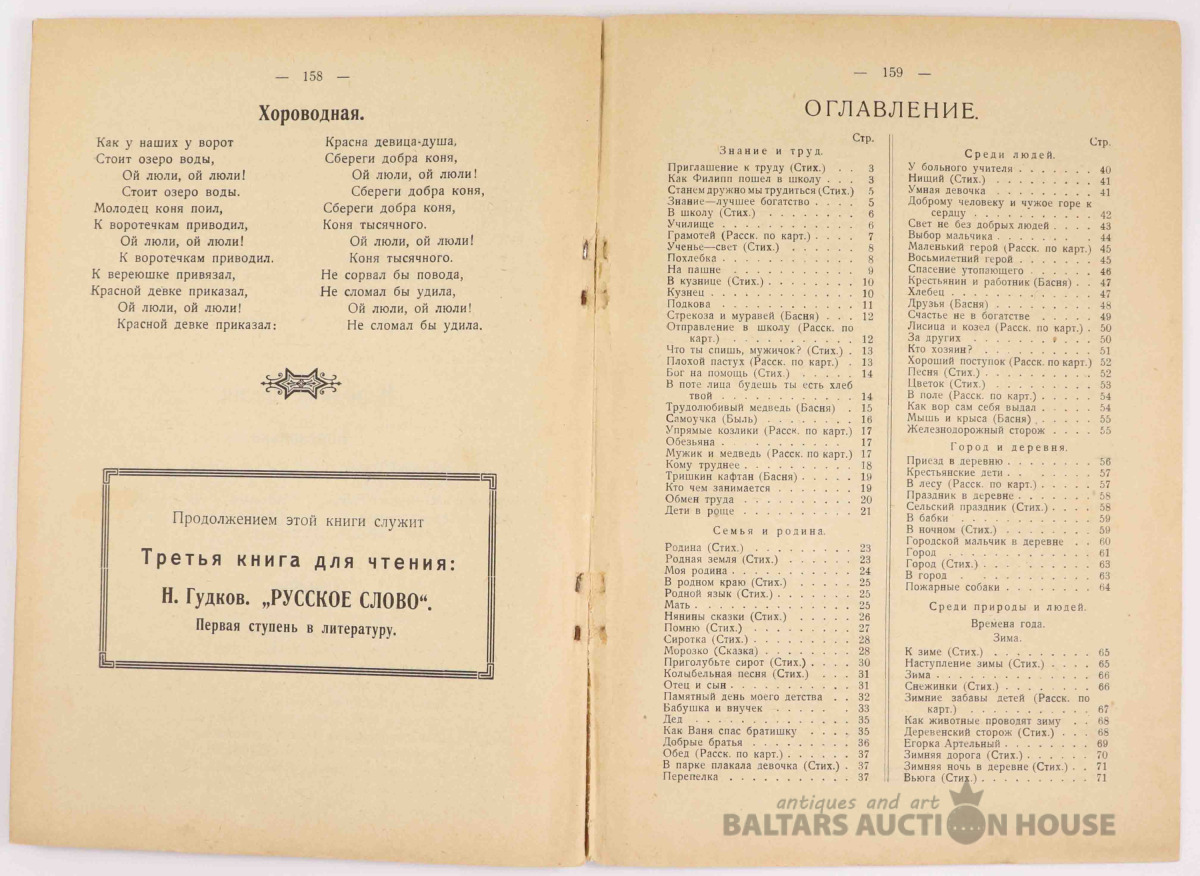 — 158 —
Хороводная.
Как у наших у ворот
Стоит озеро воды,
Ой люли, ой люли!
Стоит озеро воды.
Молодец коня поил,
К воротечкам приводил,
Ой люли, ой люли!
К воротечкам приводил.
К вереюшке привязал,
Красной девке приказал,
Ой люли, ой люли!
Красной девке приказал:
Красна девица-душа,
Сбереги добра коня,
Ой люли, ой люли!
Сбереги добра коня,
Сбереги добра коня,
Коня тысячного.
Ой люли, ой люли!
Коня тысячного.
Не сорвал бы повода,
Не сломал бы удила,
Ой люли, ой люли!
Не сломал бы удила.
Продолжением этой книги служит
Третья книга для чтения:
Н. Гудков. „РУССКОЕ СЛОВО“.
Первая ступень в литературу.
— 159 —
ОГЛАВЛЕНИЕ.
Стр.
Знание и труд.
Приглашение к труду (Стих.) . . . 3
Как Филипп пошел в школу . . . 3
Станем дружно мы трудиться (Стих.) 5
Знание—лучшее богатство . . . . 5
В школу (Стих.) . . . . . . . 6
Училище . . . . . . . . . . 6
Грамотей (Расск. по карт.) . . . . 7
Ученье—свет (Стих.) . . . . . . 8
Похлебка . . . . . . . . . . 8
На пашне . . . . . . . . . . 9
В кузнице (Стих.) . . . . . . . 10
Кузнец . . . . . . . . . . . 10
Подкова . . . . . . . . . . 11
Стрекоза и муравей (Басня) . . . 12
Отправление в школу (Расск. по
карт.) . . . . . . . . . . 12
Что ты спишь, мужичок? (Стих.) . 13
Плохой пастух (Расск. по карт.) . 13
Бог на помощь (Стих.) . . . . . 14
В поте лица будешь ты есть хлеб
твой . . . . . . . . . . 14
Трудолюбивый медведь (Басня) . 15
Самоучка (Быль) . . . . . . . 16
Упрямые козлики (Расск. по карт.) 17
Обезьяна . . . . . . . . . . 17
Мужик и медведь (Расск. по карт.) 17
Кому труднее . . . . . . . . . 18
Тришкин кафтан (Басня) . . . . . 19
Кто чем занимается . . . . . . 19
Обмен труда . . . . . . . . . 20
Дети в роще . . . . . . . . . 21
Семья и родина.
Родина (Стих.) . . . . . . . . 23
Родная земля (Стих.) . . . . . . 23
Моя родина . . . . . . . . . 24
В родном краю (Стих.) . . . . . 25
Родной язык (Стих.) . . . . . . 25
Мать . . . . . . . . . . . . 25
Нянины сказки (Стих.) . . . . . 26
Помню (Стих.) . . . . . . . . 27
Сиротка (Стих.) . . . . . . . . 28
Морозко (Сказка) . . . . . . . 28
Приголубьте сирот (Стих.) . . . . 30
Колыбельная песня (Стих.) . . . 31
Отец и сын . . . . . . . . . . 31
Памятный день моего детства . . 32
Бабушка и внучек . . . . . . . 33
Дед . . . . . . . . . . . . 35
Как Ваня спас братишку . . . . 35
Добрые братья . . . . . . . . 36
Обед (Расск. по карт.) . . . . . . 37
В парке плакала девочка (Стих.) . 37
Перепелка . . . . . . . . . . 37
Стр.
Среди людей.
У больного учителя . . . . . . . 40
Нищий (Стих.) . . . . . . . . 41
Умная девочка . . . . . . . . 41
Доброму человеку и чужое горе к
сердцу . . . . . . . . . . 42
Свет не без добрых людей . . . . 43
Выбор мальчика . . . . . . . . 44
Маленький герой (Расск. по карт.) 45
Восьмилетний герой . . . . . . 45
Спасение утопающего . . . . . . 46
Крестьянин и работник (Басня) . . 47
Хлебец . . . . . . . . . . . 47
Друзья (Басня) . . . . . . . . 48
Счастье не в богатстве . . . . . 49
Лисица и козел (Расск. по карт.) . 50
За других . . . . . . . . . . 50
Кто хозяин? . . . . . . . . . 51
Хороший поступок (Расск. по карт.) 52
Песня (Стих.) . . . . . . . . . 52
Цветок (Стих.) . . . . . . . . 53
В поле (Расск. по карт.) . . . . . 54
Как вор сам себя выдал . . . . . 54
Мышь и крыса (Басня) . . . . . 55
Железнодорожный сторож . . . . 55
Город и деревня.
Приезд в деревню . . . . . . . 56
Крестьянские дети . . . . . . . 57
В лесу (Расск. по карт.) . . . . . 57
Праздник в деревне . . . . . . . 58
Сельский праздник (Стих.) . . . . 58
В бабки . . . . . . . . . . . 59
В ночном (Стих.) . . . . . . . 59
Городской мальчик в деревне . . 60
Город . . . . . . . . . . . 61
Город (Стих.) . . . . . . . . . 63
В город . . . . . . . . . . . 63
Пожарные собаки . . . . . . . 64
Среди природы и людей.
Времена года.
Зима.
К зиме (Стих.) . . . . . . . . 65
Наступление зимы (Стих.) . . . . 65
Зима . . . . . . . . . . . . 66
Снежинки (Стих.) . . . . . . . 66
Зимние забавы детей (Расск. по
карт.) . . . . . . . . . . 67
Как животные проводят зиму . . 68
Деревенский сторож (Стих.) . . . 68
Егорка Артельный . . . . . . . 69
Зимняя дорога (Стих.) . . . . . . 70
Зимняя ночь в деревне (Стих.) . . 71
Вьюга (Стих.) . . . . . . . . . 71
antiques and art
BALTARS AUCTION HOUSE